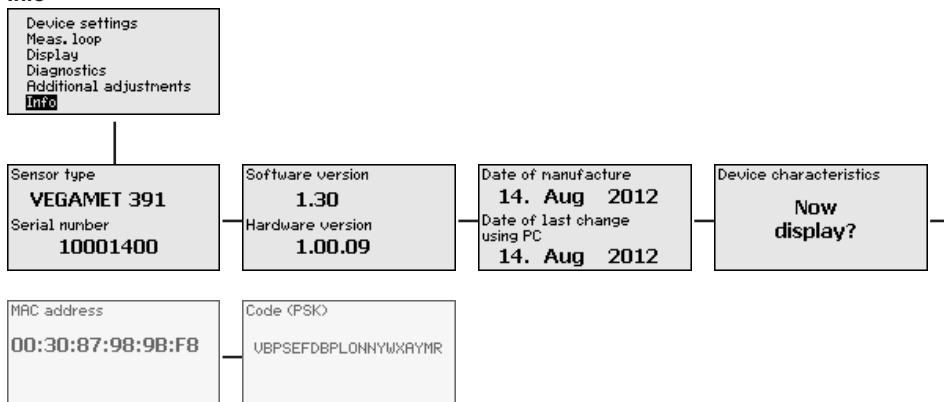 Device settings
Meas. loop
Display
Diagnostics
Additional adjustments
Info
Sensor type
VEGAMET 391
Serial number
10001400
Software version
1.30
Hardware version
1.00.09
Date of manufacture
14. Aug 2012
Date of last change
using PC
14. Aug 2012
Device characteristics
Now
display?
MAC address
00:30:87:98:9B:F8
Code (PSK)
VBPSEFDBPLONNYWXAYMR